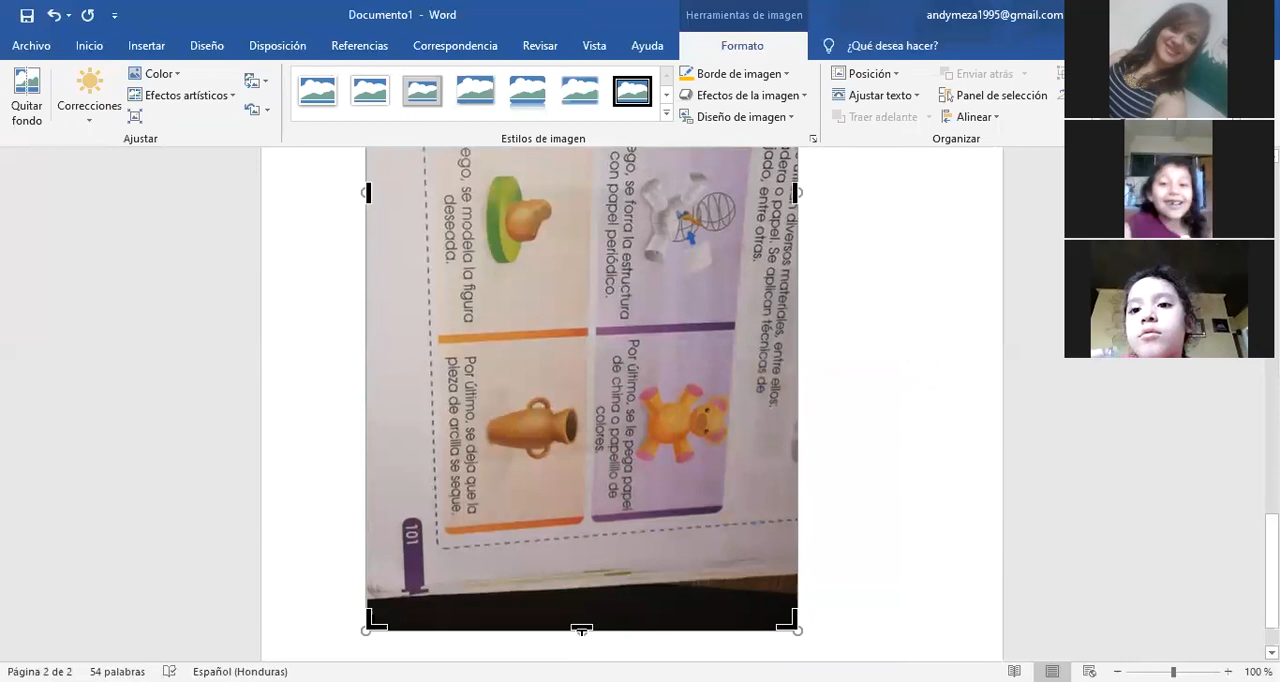 Documento1 - Word
Herramientas de imagen
andymeza1995@gmail.com
Archivo
Inicio
Insertar
Diseño
Disposición
Referencias
Correspondencia
Revisar
Vista
Ayuda
Formato
¿Qué desea hacer?
Quitar
fondo
Correcciones
Color
Efectos artísticos
Ajustar
Estilos de imagen
Borde de imagen
Efectos de la imagen
Diseño de imagen
Posición
Ajustar texto
Traer adelante
Enviar atrás
Panel de selección
Alinear
Organizar
diversos materiales, entre ellos:
dera o papel. Se aplican técnicas de
jado, entre otras.
ego, se forra la estructura
con papel periódico.
Por último, se le pega papel
de china o papelillo de
colores.
ego, se modela la figura
deseada.
Por último, se deja que la
pieza de arcilla se seque.
101
Página 2 de 2
54 palabras
Español (Honduras)
100 %